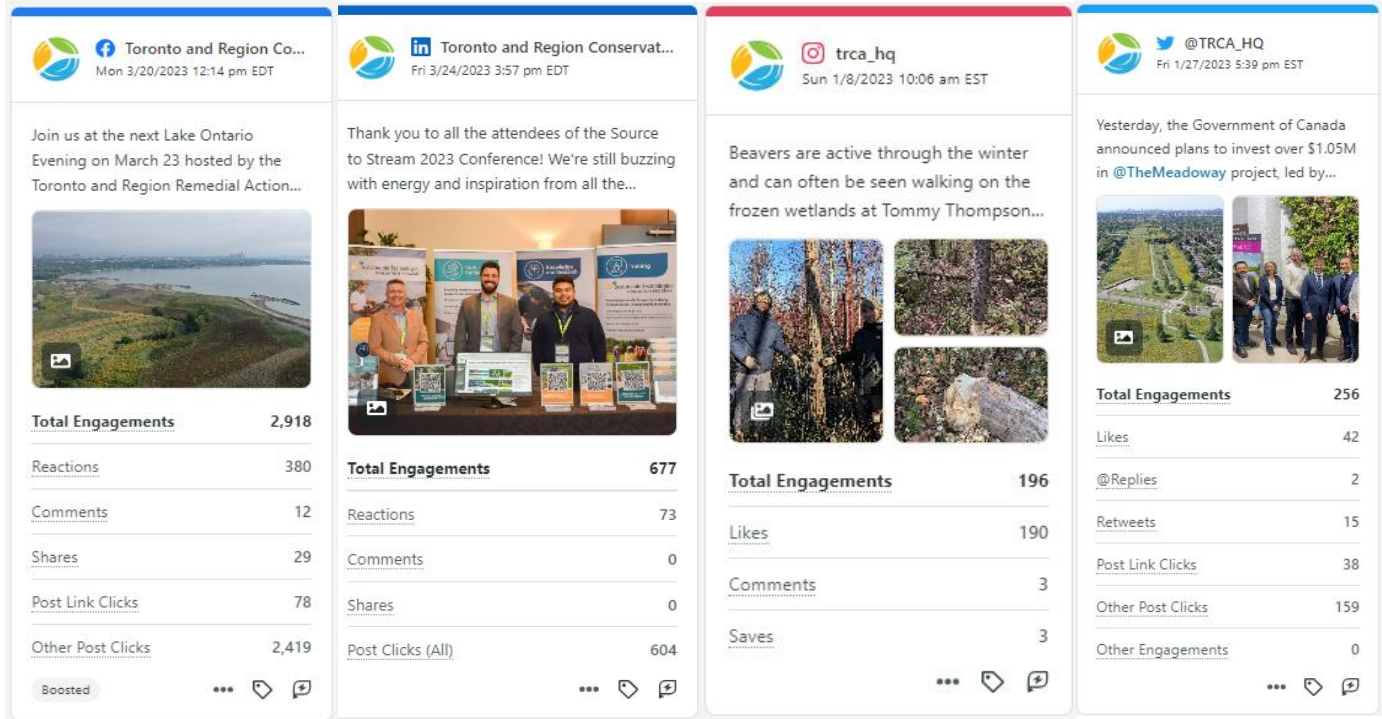 Toronto and Region Co...
Mon 3/20/2023 12:14 pm EDT
Join us at the next Lake Ontario
Evening on March 23 hosted by the
Toronto and Region Remedial Action...
Total Engagements 2,918
Reactions 380
Comments 12
Shares 29
Post Link Clicks 78
Other Post Clicks 2,419
Boosted
in Toronto and Region Conservat...
Fri 3/24/2023 3:57 pm EDT
Thank you to all the attendees of the Source
to Stream 2023 Conference! We're still buzzing
with energy and inspiration from all the...
Knowledge
and Research
Training
Total Engagements 677
Reactions 73
Comments 0
Shares 0
Post Clicks (All) 604
trca_hq
Sun 1/8/2023 10:06 am EST
Beavers are active through the winter
and can often be seen walking on the
frozen wetlands at Tommy Thompson...
Total Engagements 196
Likes 190
Comments 3
Saves 3
@TRCA_HQ
Fri 1/27/2023 5:39 pm EST
Yesterday, the Government of Canada
announced plans to invest over $1.05M
in @TheMeadoway project, led by...
Total Engagements 256
Likes 42
@Replies 2
Retweets 15
Post Link Clicks 38
Other Post Clicks 159
Other Engagements 0